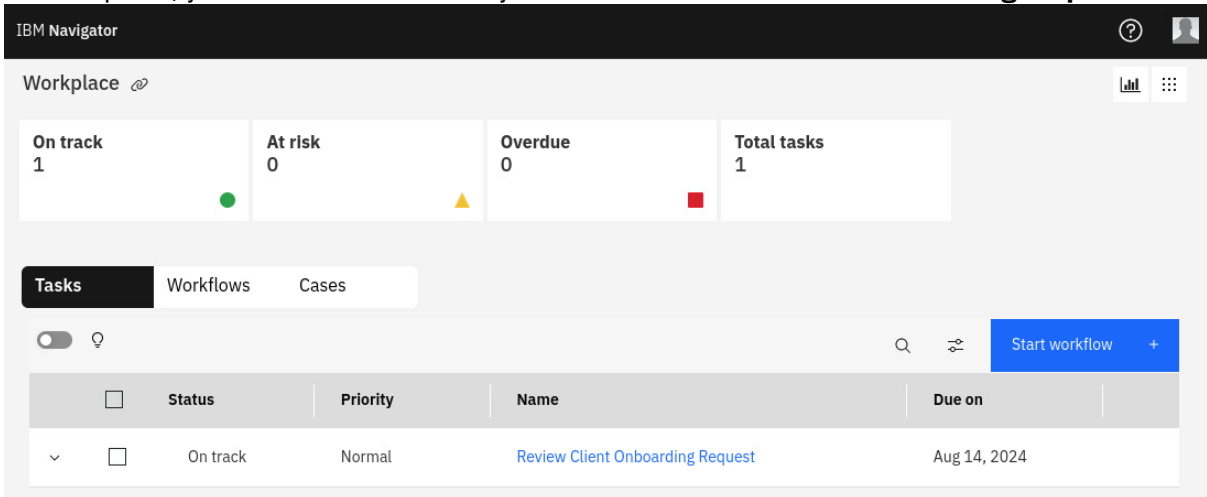 IBM Navigator
Workplace
On track
1
At risk
0
Overdue
0
Total tasks
1
Tasks Workflows Cases
Start workflow +
Status Priority Name Due on
On track Normal Review Client Onboarding Request Aug 14, 2024